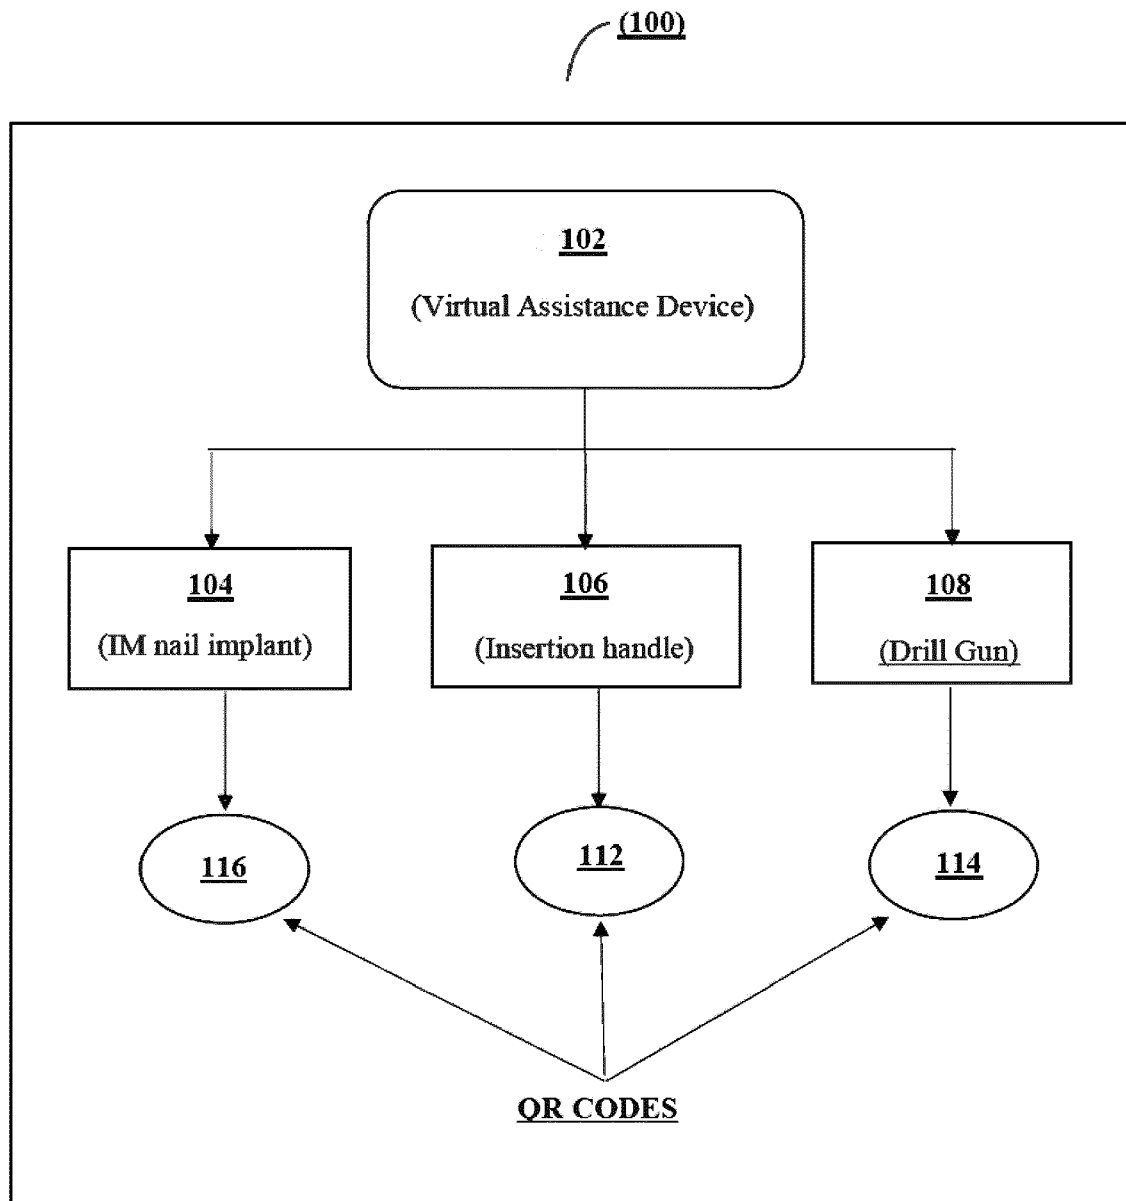 (100)
102
(Virtual Assistance Device)
104
(IM nail implant)
106
(Insertion handle)
108
(Drill Gun)
116
112
114
QR CODES